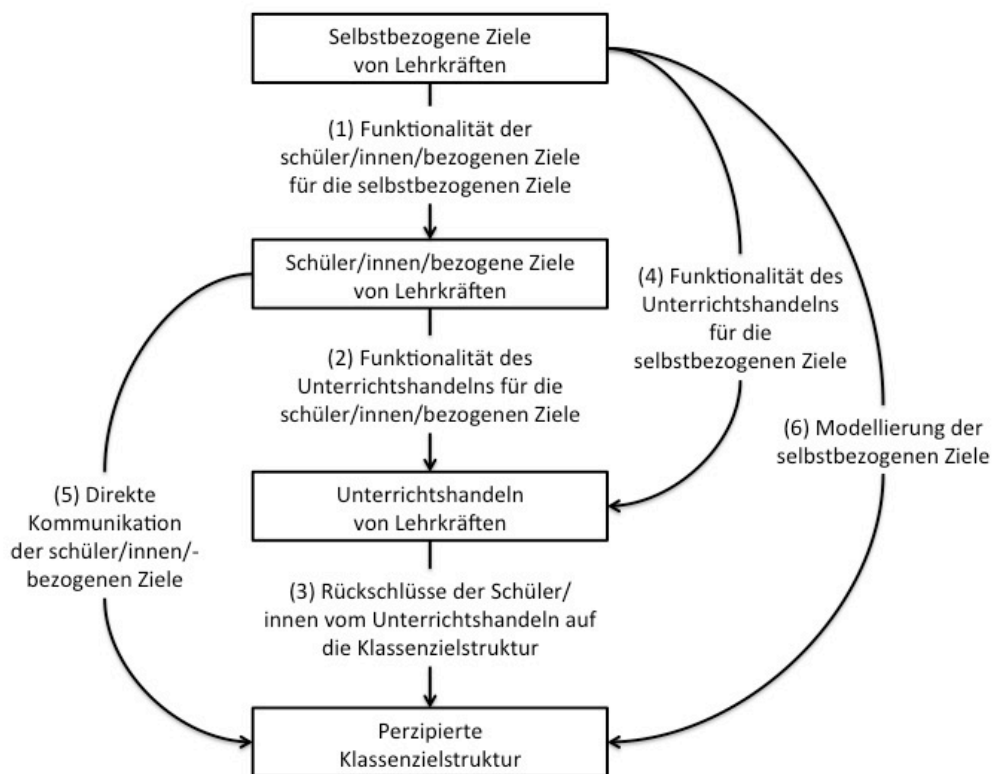 Selbstbezogene Ziele
von Lehrkräften
(1) Funktionalität der
schüler/innen/bezogenen Ziele
für die selbstbezogenen Ziele
Schüler/innen/bezogene Ziele
von Lehrkräften
(4) Funktionalität des
Unterrichtshandelns
für die
selbstbezogenen Ziele
(2) Funktionalität des
Unterrichtshandelns für die
schüler/innen/bezogenen Ziele
(6) Modellierung der
selbstbezogenen Ziele
(5) Direkte
Kommunikation
der schüler/innen/-
bezogenen Ziele
Unterrichtshandeln
von Lehrkräften
(3) Rückschlüsse der Schüler/
innen vom Unterrichtshandeln auf
die Klassenzielstruktur
Perzipierte
Klassenzielstruktur